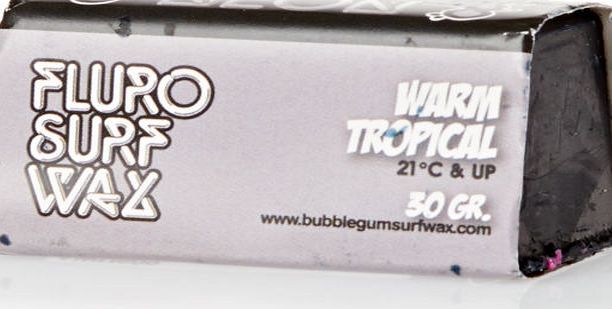 FLURO
SURF
WAX
WARM
TROPICAL
21°C & UP
30 GR.
www.bubblegumsurfwax.com